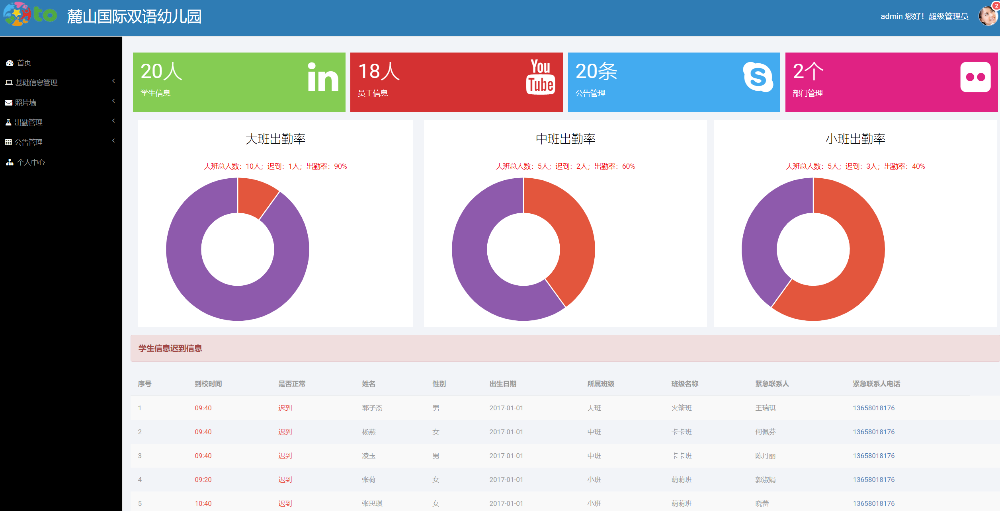 to 麓山国际双语幼儿园
admin 您好！超级管理员
2
首页
基础信息管理
照片墙
出勤管理
公告管理
个人中心
20人
学生信息
in
18人
员工信息
You
Tube
20条
公告管理
S
2个
部门管理
大班出勤率
大班总人数：10人；迟到：1人；出勤率：90%
中班出勤率
大班总人数：5人；迟到：2人；出勤率：60%
小班出勤率
大班总人数：5人；迟到：3人；出勤率：40%
学生信息迟到信息
序号 到校时间 是否正常 姓名 性别 出生日期 所属班级 班级名称 紧急联系人 紧急联系人电话
1 09:40 迟到 郭子杰 男 2017-01-01 大班 火箭班 王瑞琪 13658018176
2 09:40 迟到 杨燕 女 2017-01-01 中班 卡卡班 何佩芬 13658018176
3 09:40 迟到 凌玉 男 2017-01-01 中班 卡卡班 陈丹丽 13658018176
4 09:20 迟到 张荷 女 2017-01-01 小班 萌萌班 郭淑娟 13658018176
5 10:40 迟到 张思琪 女 2017-01-01 小班 萌萌班 晓蕾 13658018176